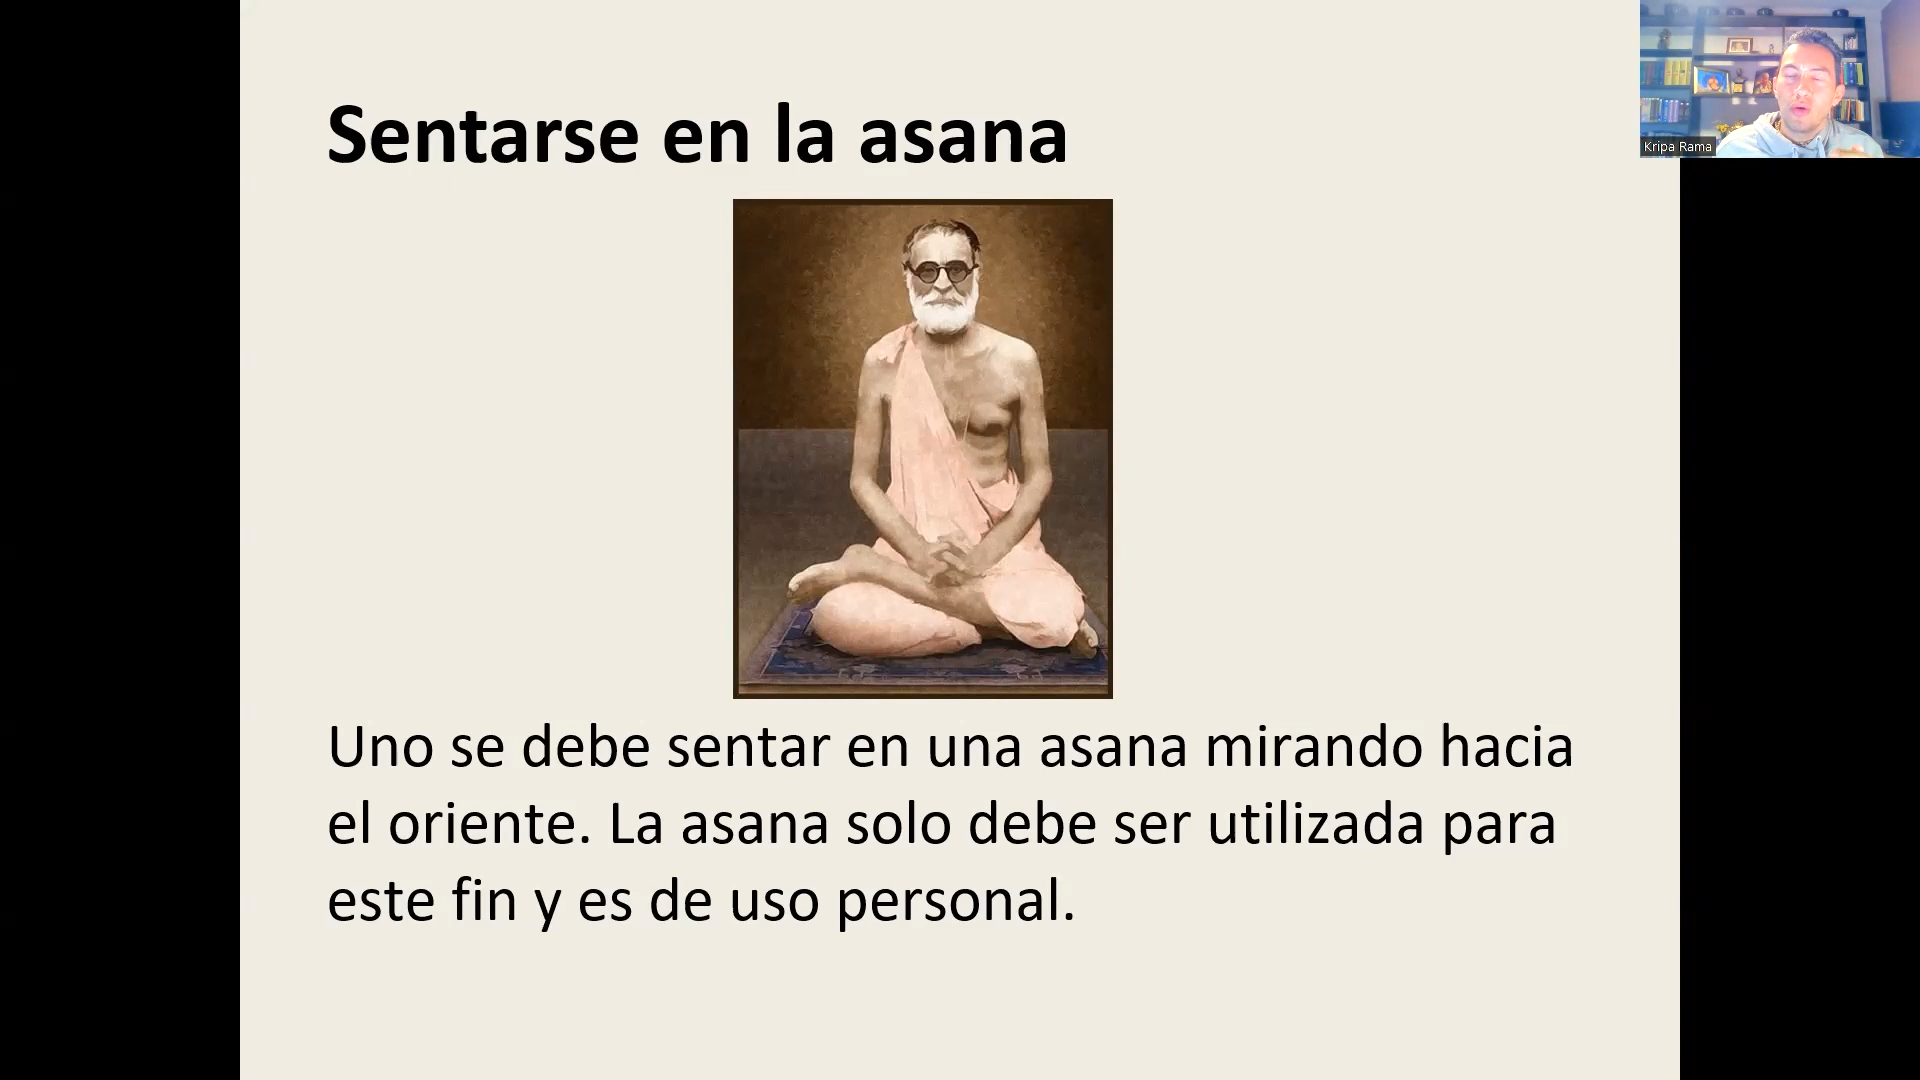 Sentarse en la asana
Uno se debe sentar en una asana mirando hacia
el oriente. La asana solo debe ser utilizada para
este fin y es de uso personal.
Kripa Rama